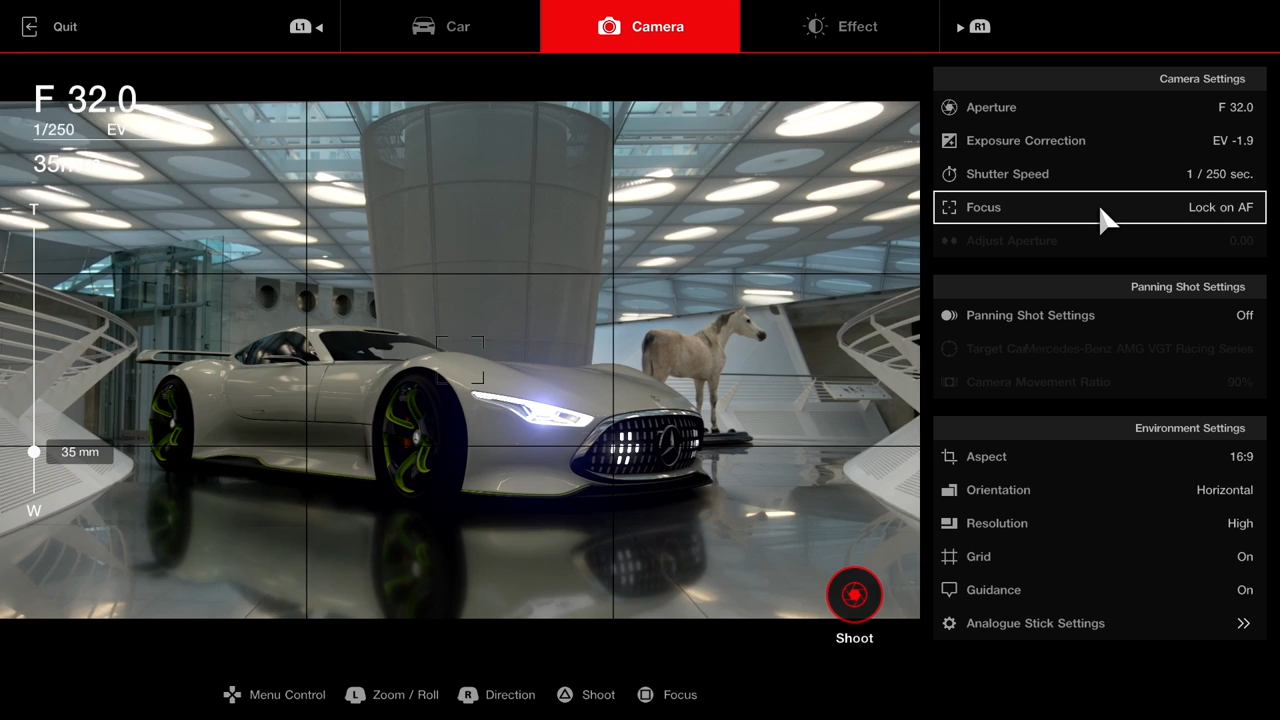 Quit
L1
Car
Camera
Effect
R1
F 32.0
1/250 EV
35mm
T
35 mm
W
Shoot
Camera Settings
Aperture F 32.0
Exposure Correction EV -1.9
Shutter Speed 1 / 250 sec.
Focus Lock on AF
Adjust Aperture 0.00
Panning Shot Settings
Panning Shot Settings Off
Target Car Mercedes-Benz AMG VGT Racing Series
Camera Movement Ratio 90%
Environment Settings
Aspect 16:9
Orientation Horizontal
Resolution High
Grid On
Guidance On
Analogue Stick Settings
Menu Control L Zoom / Roll R Direction Shoot Focus